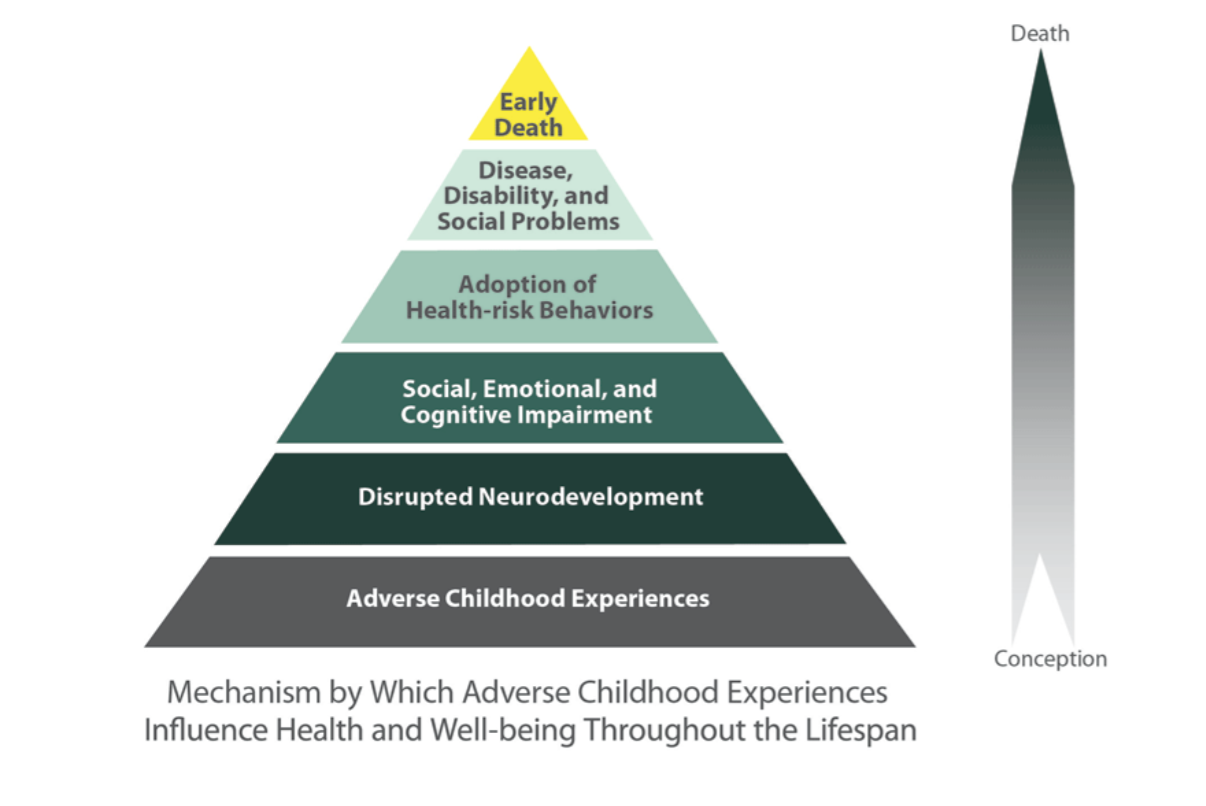 Death
Early
Death
Disease,
Disability, and
Social Problems
Adoption of
Health-risk Behaviors
Social, Emotional, and
Cognitive Impairment
Disrupted Neurodevelopment
Adverse Childhood Experiences
Conception
Mechanism by Which Adverse Childhood Experiences
Influence Health and Well-being Throughout the Lifespan